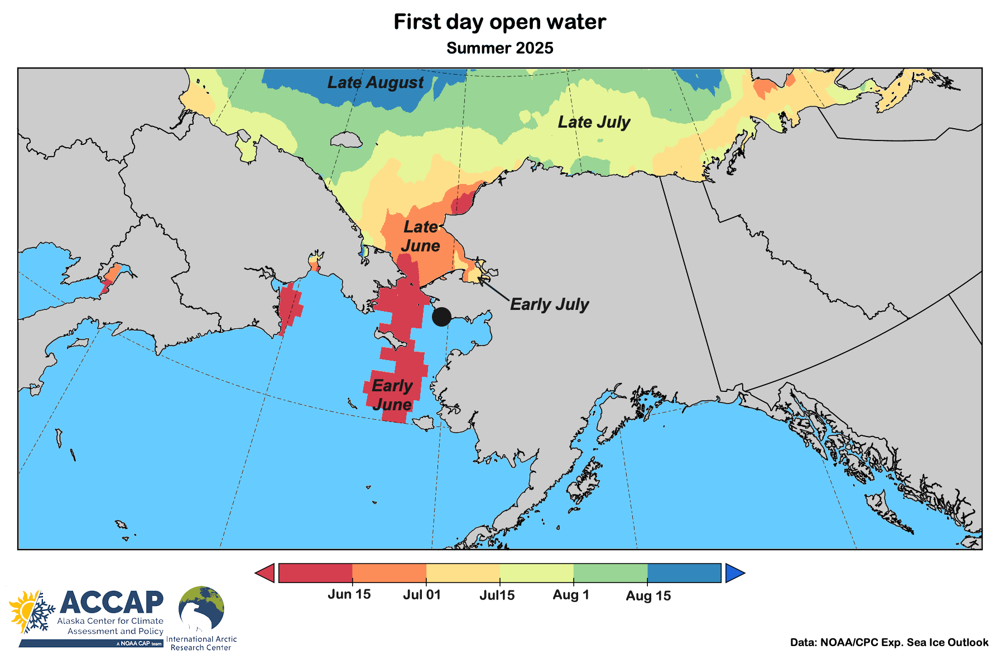 First day open water
Summer 2025
Late August
Late July
Late
June
Early July
Early
June
Jun 15
Jul 01
Jul15
Aug 1
Aug 15
ACCAP
Alaska Center for Climate
Assessment and Policy
A NOAA CAP team
International Arctic
Research Center
Data: NOAA/CPC Exp. Sea Ice Outlook